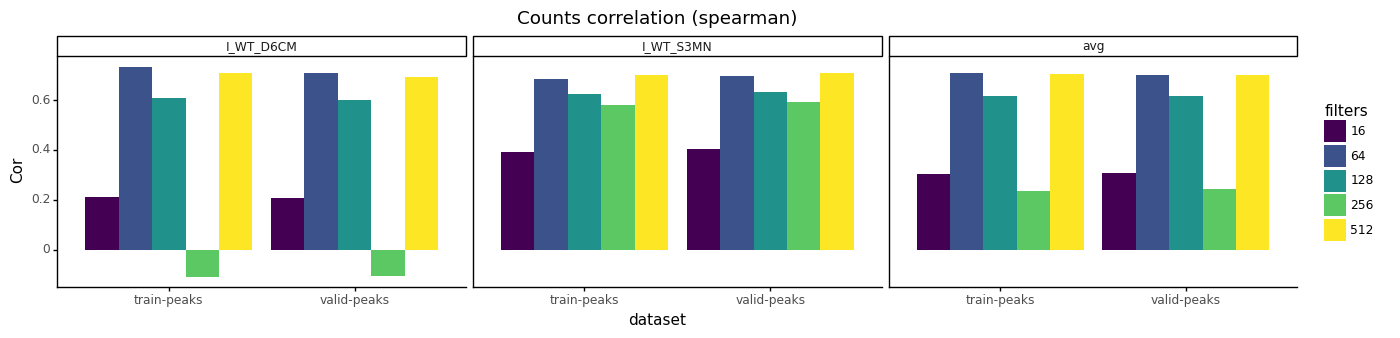 Counts correlation (spearman)
I_WT_D6CM
I_WT_S3MN
avg
Cor
0.6
0.4
0.2
0
train-peaks
valid-peaks
train-peaks
valid-peaks
train-peaks
valid-peaks
dataset
filters
16
64
128
256
512